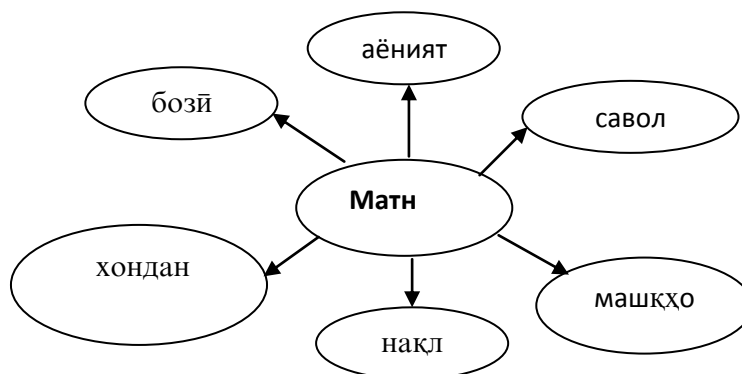 аёният
бозӣ
савол
Матн
хондан
машқҳо
нақл